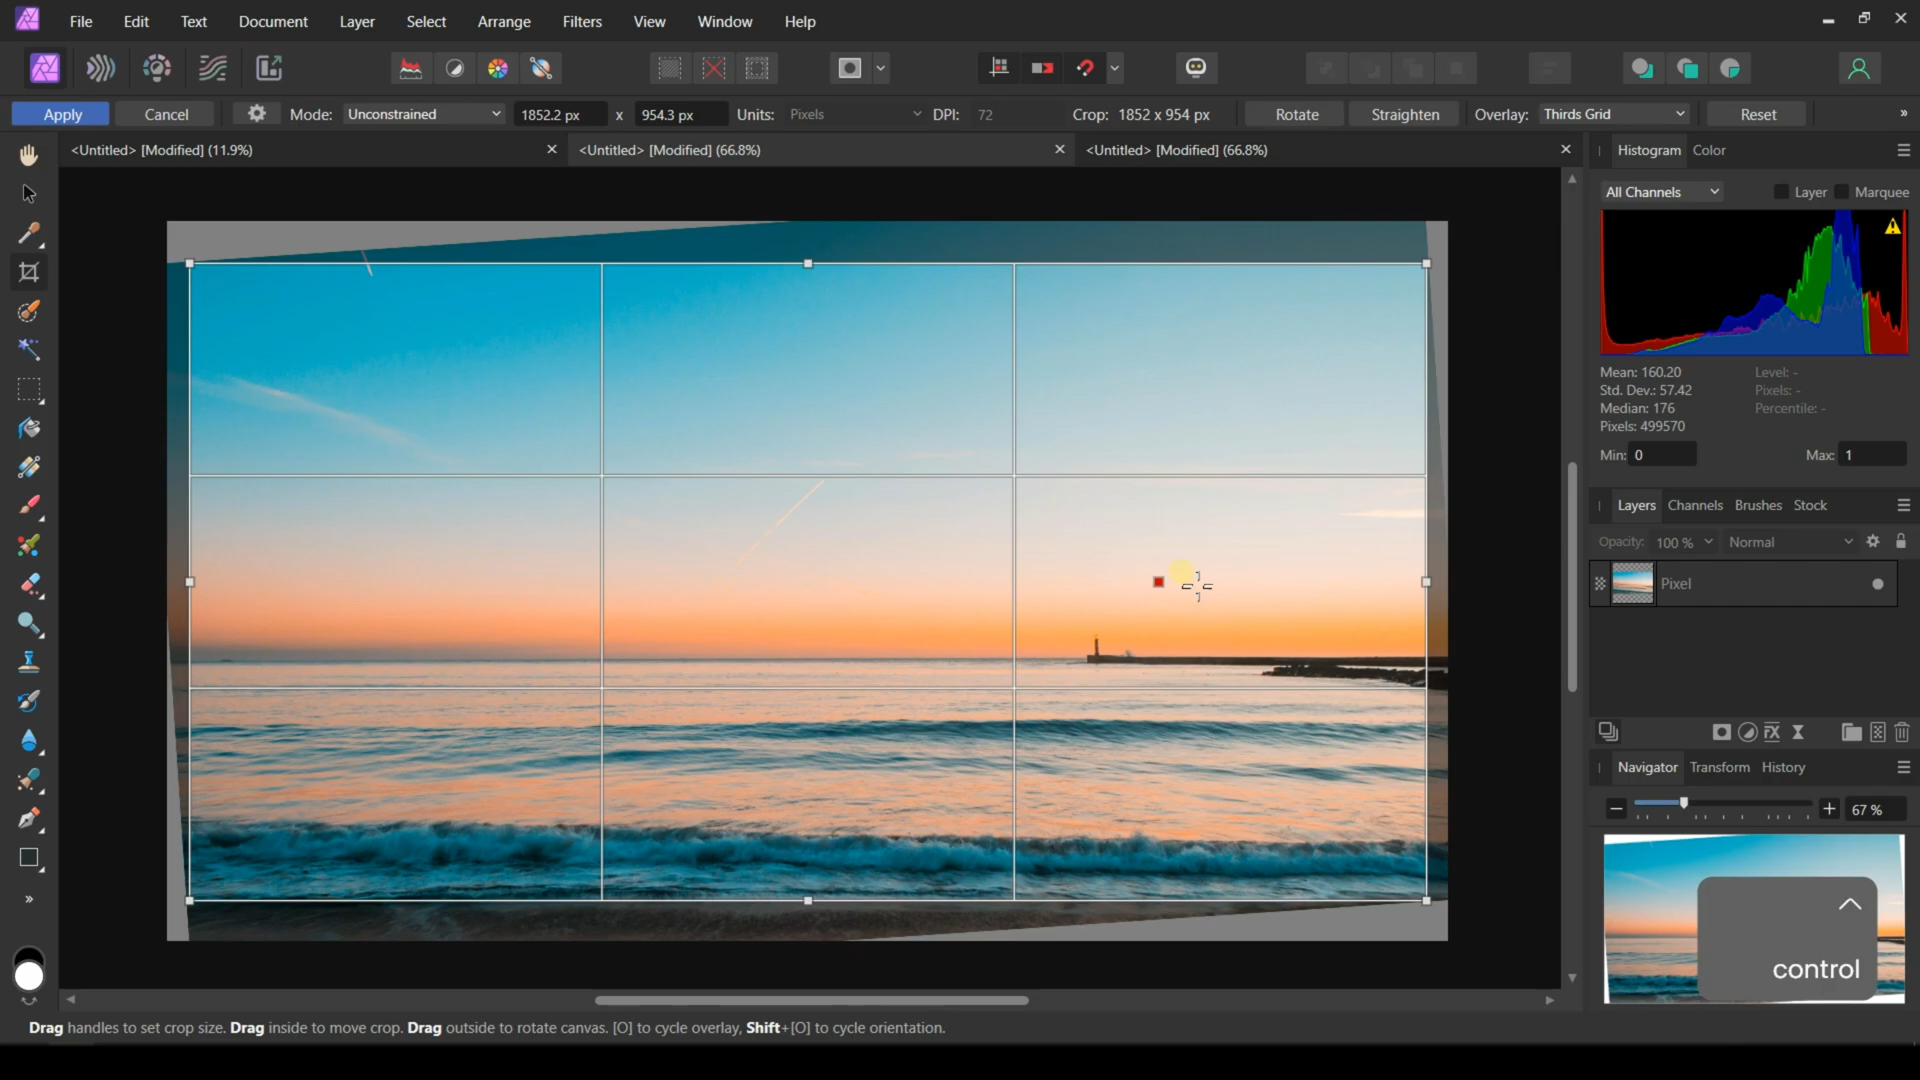 File Edit Text Document Layer Select Arrange Filters View Window Help
Apply Cancel Mode: Unconstrained 1852.2 px x 954.3 px Units: Pixels DPI: 72 Crop: 1852 x 954 px Rotate Straighten Overlay: Thirds Grid Reset »
<Untitled> [Modified] (11.9%) <Untitled> [Modified] (66.8%) <Untitled> [Modified] (66.8%)
Histogram Color
All Channels Layer Marquee
Mean: 160.20 Level: -
Std. Dev.: 57.42 Pixels: -
Median: 176 Percentile: -
Pixels: 499570
Min: 0 Max: 1
Layers Channels Brushes Stock
Opacity: 100 % Normal
Pixel
FX
Navigator Transform History
67 %
control
Drag handles to set crop size. Drag inside to move crop. Drag outside to rotate canvas. [O] to cycle overlay, Shift+[O] to cycle orientation.